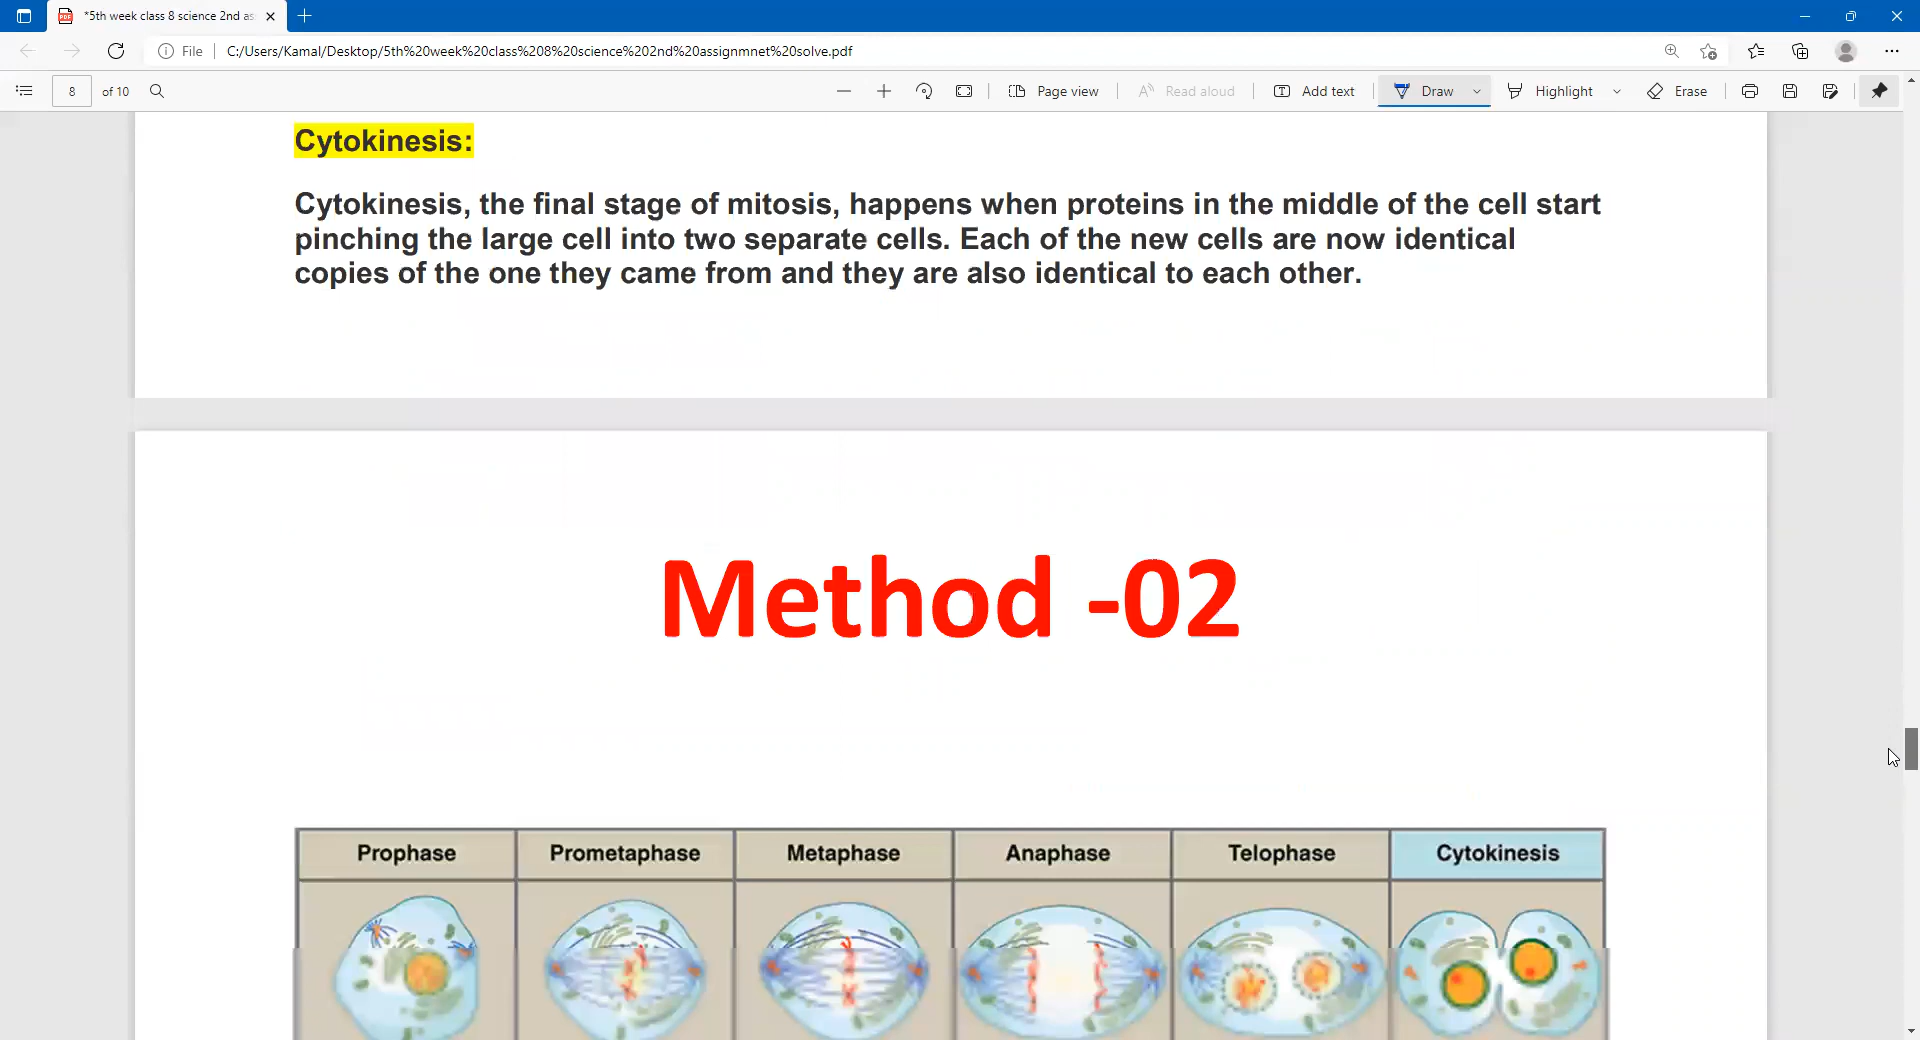 *5th week class 8 science 2nd as
File
C:/Users/Kamal/Desktop/5th%20week%20class%208%20science%202nd%20assignmnet%20solve.pdf
8 of 10
Page view
Read aloud
Add text
Draw
Highlight
Erase
Cytokinesis:
Cytokinesis, the final stage of mitosis, happens when proteins in the middle of the cell start
pinching the large cell into two separate cells. Each of the new cells are now identical
copies of the one they came from and they are also identical to each other.
Method -02
Prophase Prometaphase Metaphase Anaphase Telophase Cytokinesis